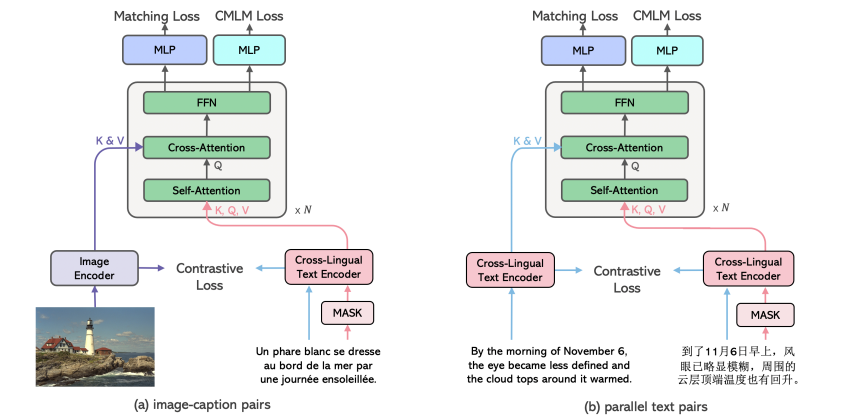 Matching Loss
CMLM Loss
MLP
MLP
FFN
K & V
Cross-Attention
Q
Self-Attention
K, Q, V
x N
Image
Encoder
Contrastive
Loss
Cross-Lingual
Text Encoder
MASK
Un phare blanc se dresse
au bord de la mer par
une journée ensoleillée.
(a) image-caption pairs
Matching Loss
CMLM Loss
MLP
MLP
FFN
K & V
Cross-Attention
Q
Self-Attention
K, Q, V
x N
Cross-Lingual
Text Encoder
Contrastive
Loss
Cross-Lingual
Text Encoder
MASK
By the morning of November 6,
the eye became less defined and
the cloud tops around it warmed.
到了11月6日早上，风
眼已略显模糊，周围的
云层顶端温度也有回升。
(b) parallel text pairs